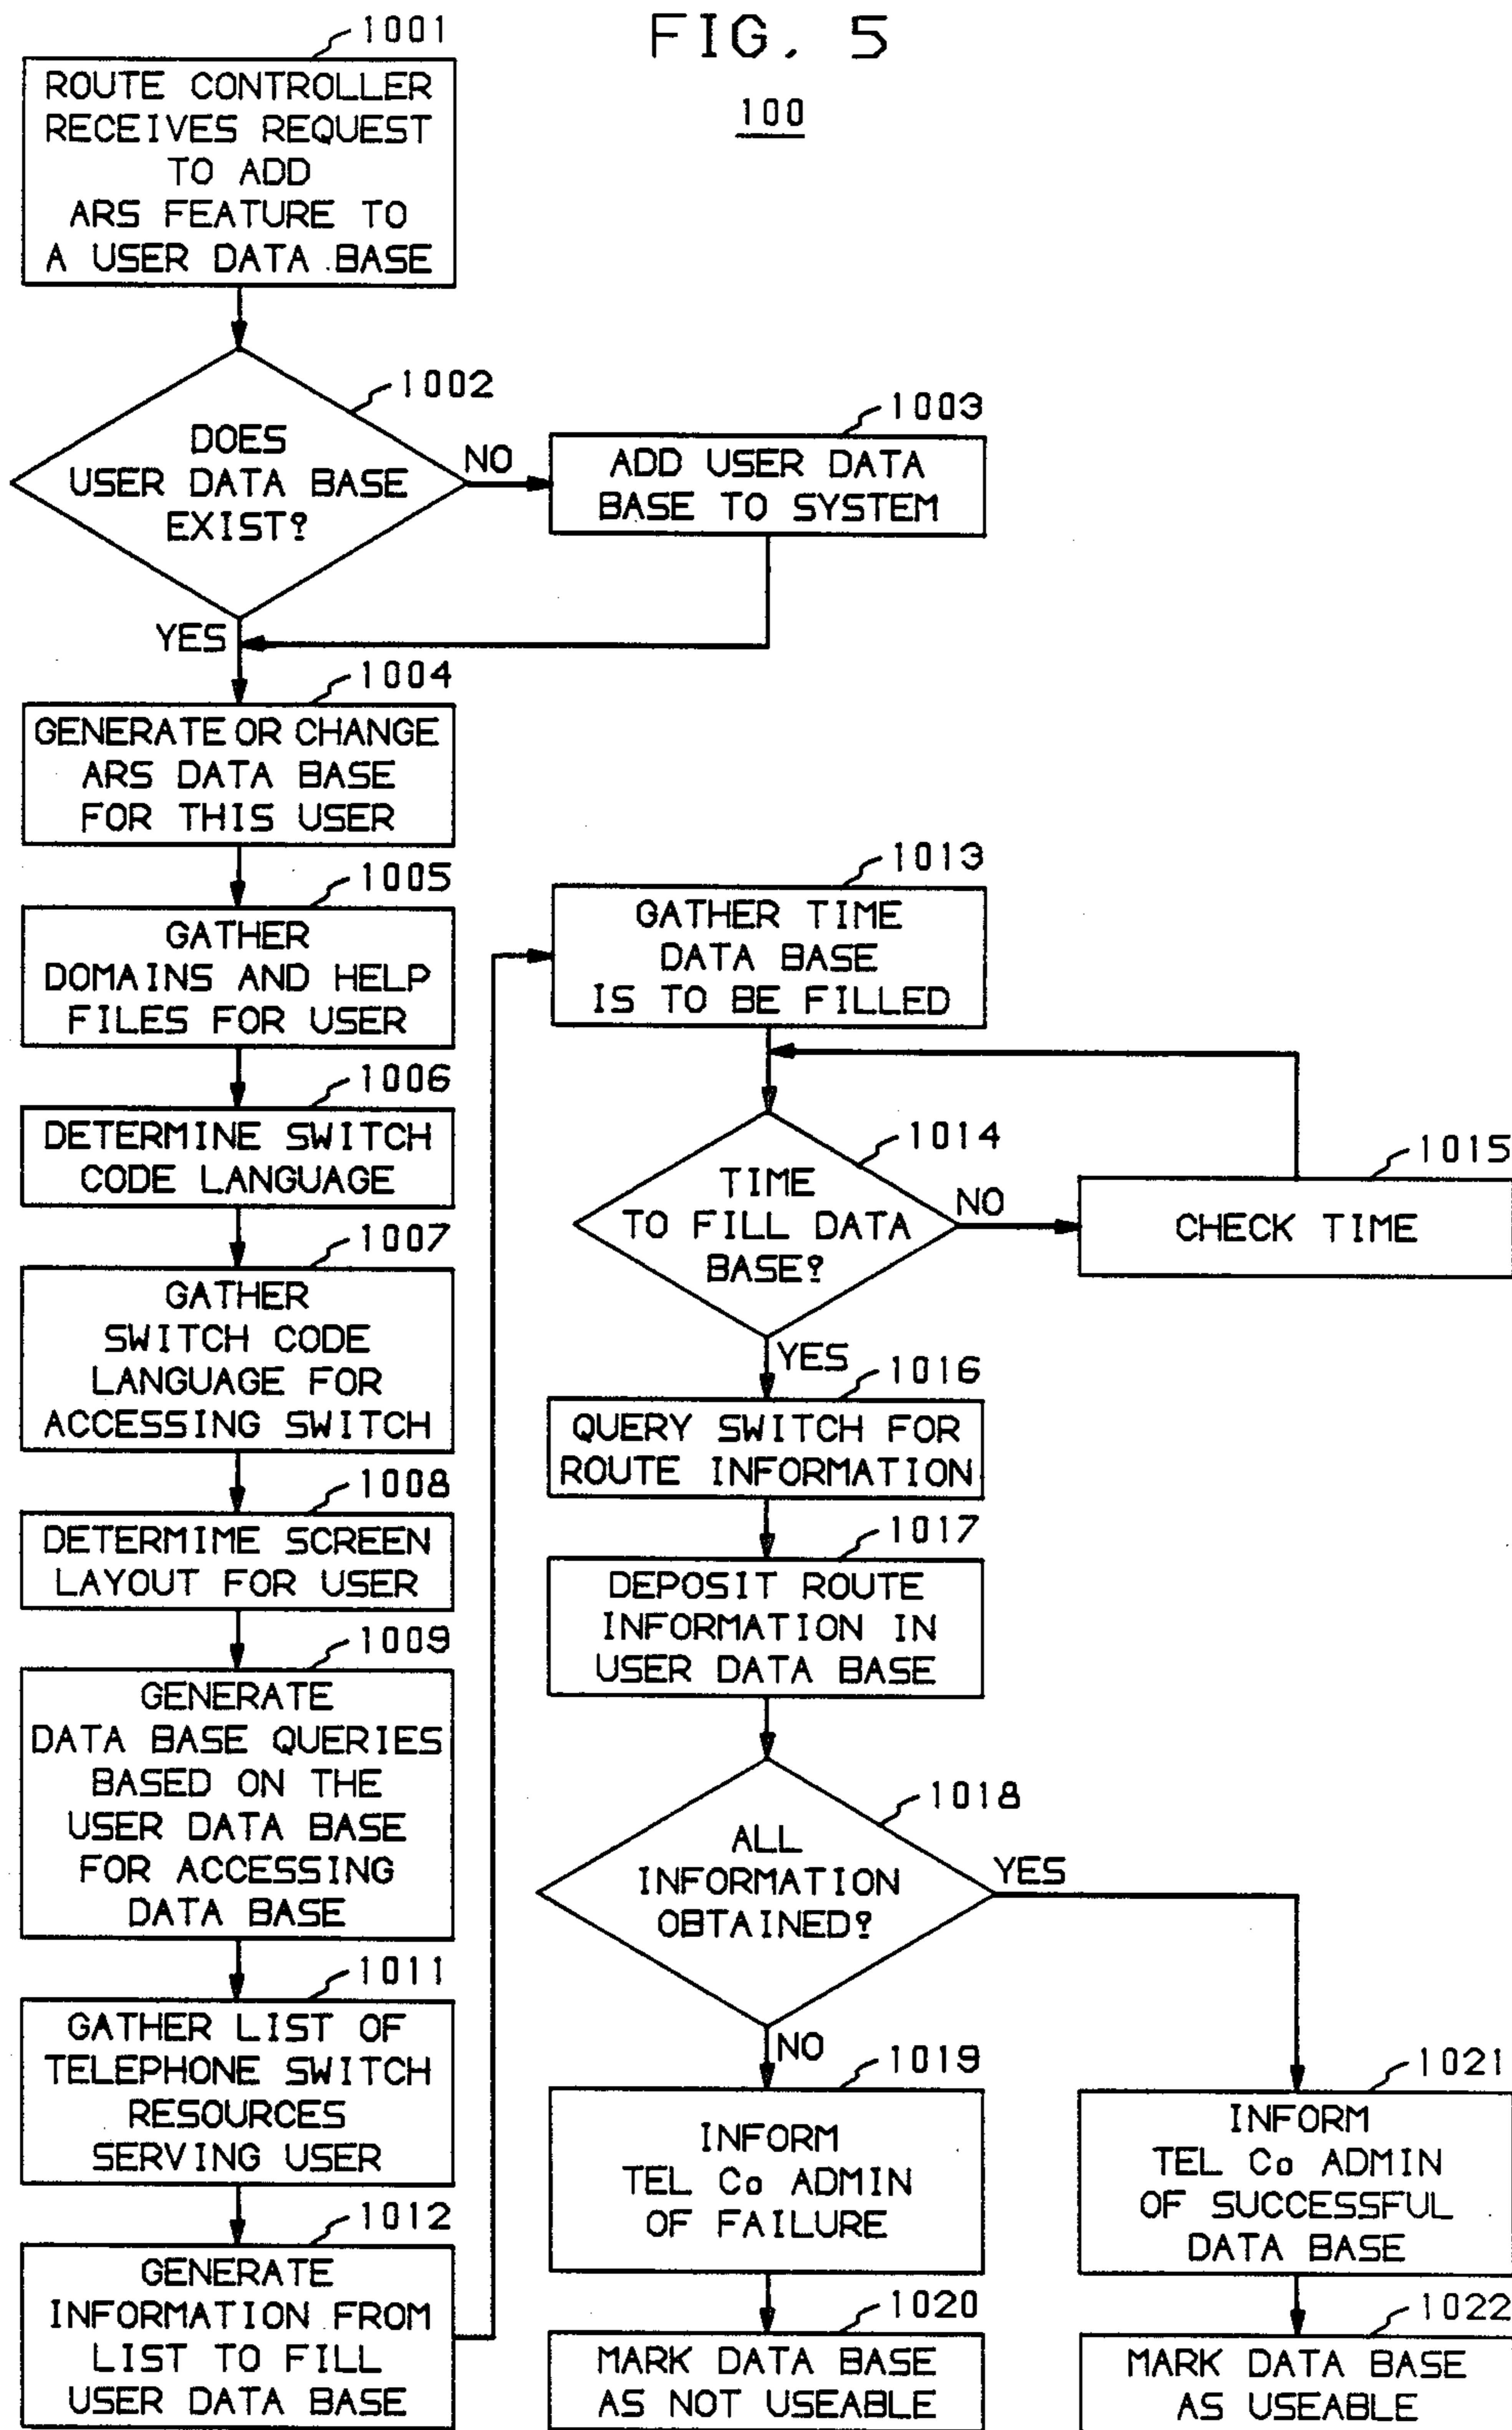 FIG. 5
100
1001
ROUTE CONTROLLER
RECEIVES REQUEST
TO ADD
ARS FEATURE TO
A USER DATA BASE
1002
DOES
USER DATA BASE
EXIST?
NO
YES
1003
ADD USER DATA
BASE TO SYSTEM
1004
GENERATE OR CHANGE
ARS DATA BASE
FOR THIS USER
1005
GATHER
DOMAINS AND HELP
FILES FOR USER
1006
DETERMINE SWITCH
CODE LANGUAGE
1007
GATHER
SWITCH CODE
LANGUAGE FOR
ACCESSING SWITCH
1008
DETERMIME SCREEN
LAYOUT FOR USER
1009
GENERATE
DATA BASE QUERIES
BASED ON THE
USER DATA BASE
FOR ACCESSING
DATA BASE
1011
GATHER LIST OF
TELEPHONE SWITCH
RESOURCES
SERVING USER
1012
GENERATE
INFORMATION FROM
LIST TO FILL
USER DATA BASE
1013
GATHER TIME
DATA BASE
IS TO BE FILLED
1014
TIME
TO FILL DATA
BASE?
NO
YES
1015
CHECK TIME
1016
QUERY SWITCH FOR
ROUTE INFORMATION
1017
DEPOSIT ROUTE
INFORMATION IN
USER DATA BASE
1018
ALL
INFORMATION
OBTAINED?
YES
NO
1019
INFORM
TEL Co ADMIN
OF FAILURE
1020
MARK DATA BASE
AS NOT USEABLE
1021
INFORM
TEL Co ADMIN
OF SUCCESSFUL
DATA BASE
1022
MARK DATA BASE
AS USEABLE